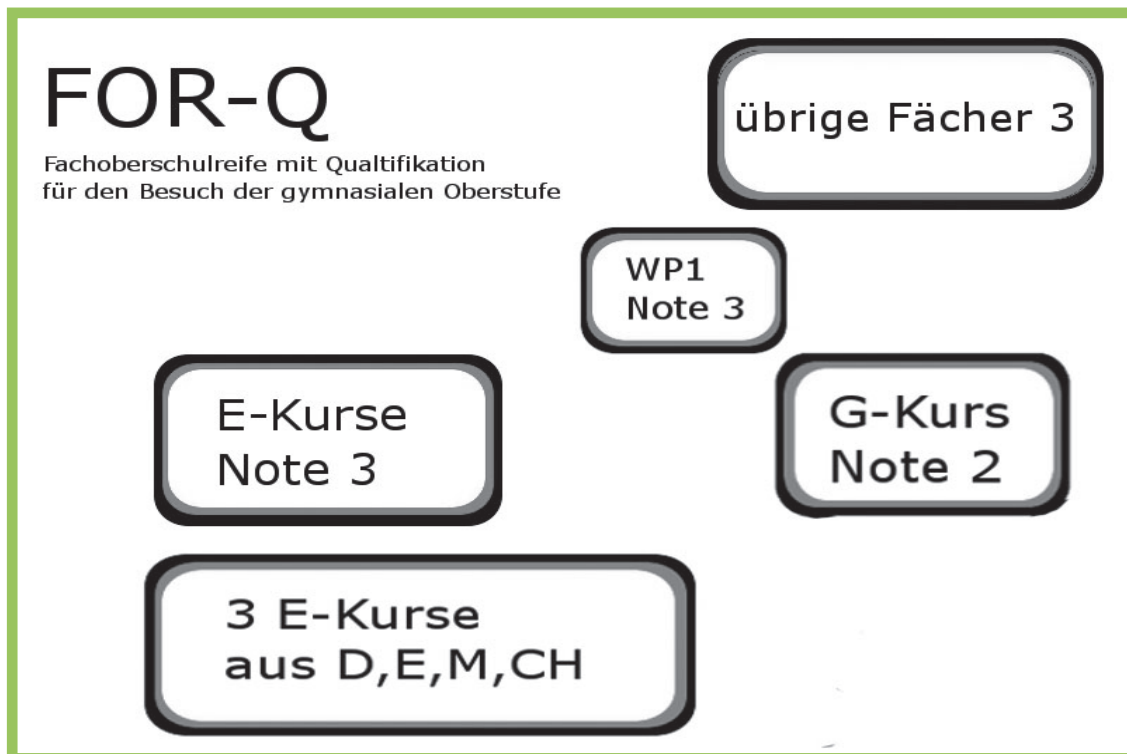 FOR-Q
Fachoberschulreife mit Qualtifikation
für den Besuch der gymnasialen Oberstufe
übrige Fächer 3
WP1
Note 3
E-Kurse
Note 3
G-Kurs
Note 2
3 E-Kurse
aus D,E,M,CH